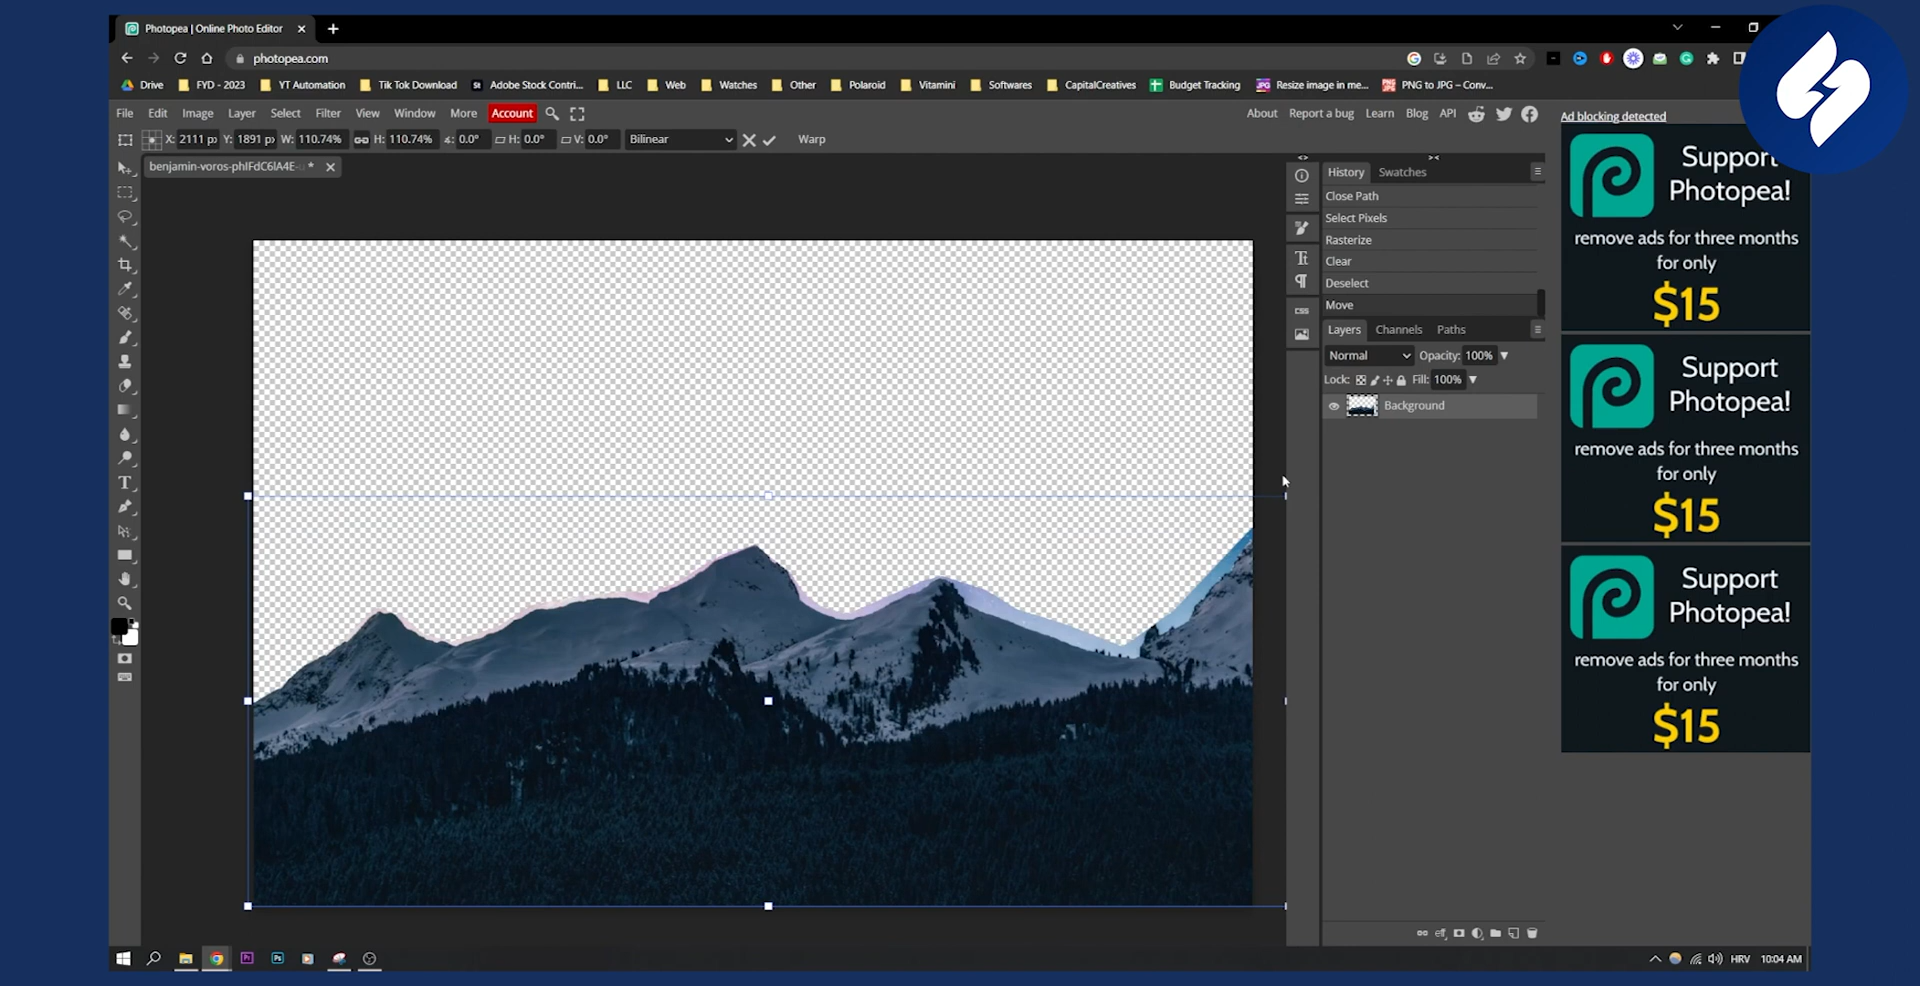 Photopea | Online Photo Editor
photopea.com
Drive
FYD - 2023
YT Automation
Tik Tok Download
St
Adobe Stock Contri...
LLC
Web
Watches
Other
Polaroid
Vitamini
Softwares
CapitalCreatives
Budget Tracking
JPG
Resize image in me...
PNG to JPG – Conv...
File
Edit
Image
Layer
Select
Filter
View
Window
More
Account
About
Report a bug
Learn
Blog
API
X: 2111 px
Y: 1891 px
W: 110.74%
H: 110.74%
0.0°
H: 0.0°
V: 0.0°
Bilinear
Warp
History
Swatches
Close Path
Select Pixels
Rasterize
Clear
Deselect
Move
CSS
Layers
Channels
Paths
Normal
Opacity: 100%
Lock:
Fill: 100%
Background
eff
Ad blocking detected
Support
Photopea!
remove ads for three months
for only
$15
Support
Photopea!
remove ads for three months
for only
$15
Support
Photopea!
remove ads for three months
for only
$15
Pr
Ps
HRV
10:04 AM